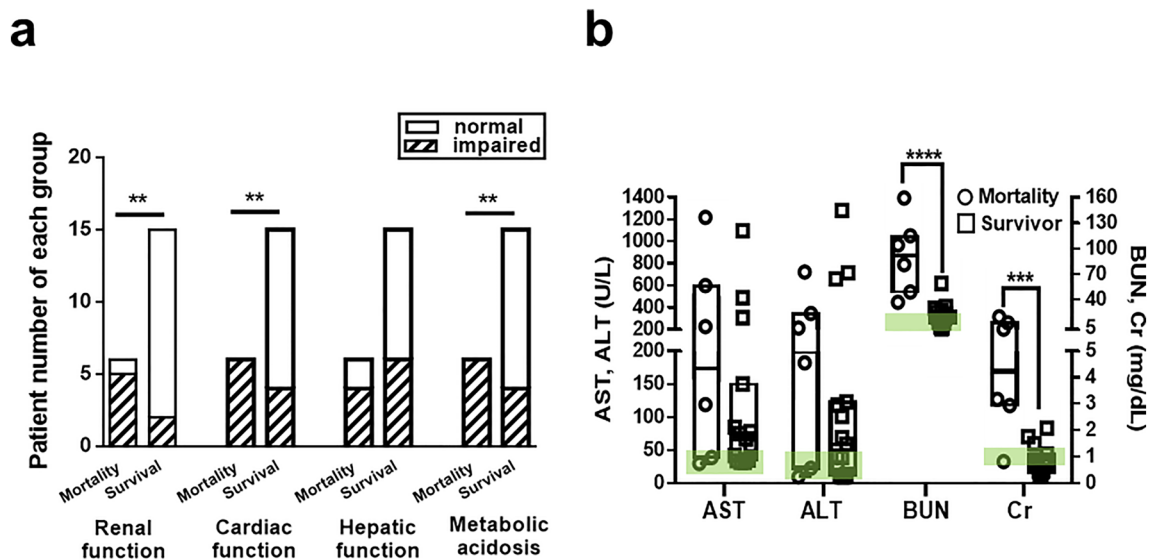 a
Patient number of each group
20
15
10
5
0
normal
impaired
**
**
**
Mortality
Survival
Mortality
Survival
Mortality
Survival
Mortality
Survival
Renal
function
Cardiac
function
Hepatic
function
Metabolic
acidosis
b
AST, ALT (U/L)
1400
1200
1000
800
600
400
200
200
150
100
50
0
****
***
Mortality
Survivor
160
130
100
70
40
5
5
4
3
2
1
0
BUN, Cr (mg/dL)
AST
ALT
BUN
Cr